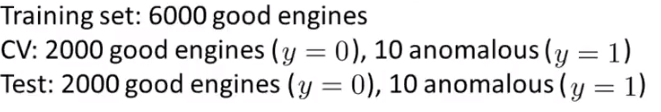 Training set: 6000 good engines
CV: 2000 good engines (y = 0), 10 anomalous (y = 1)
Test: 2000 good engines (y = 0), 10 anomalous (y = 1)